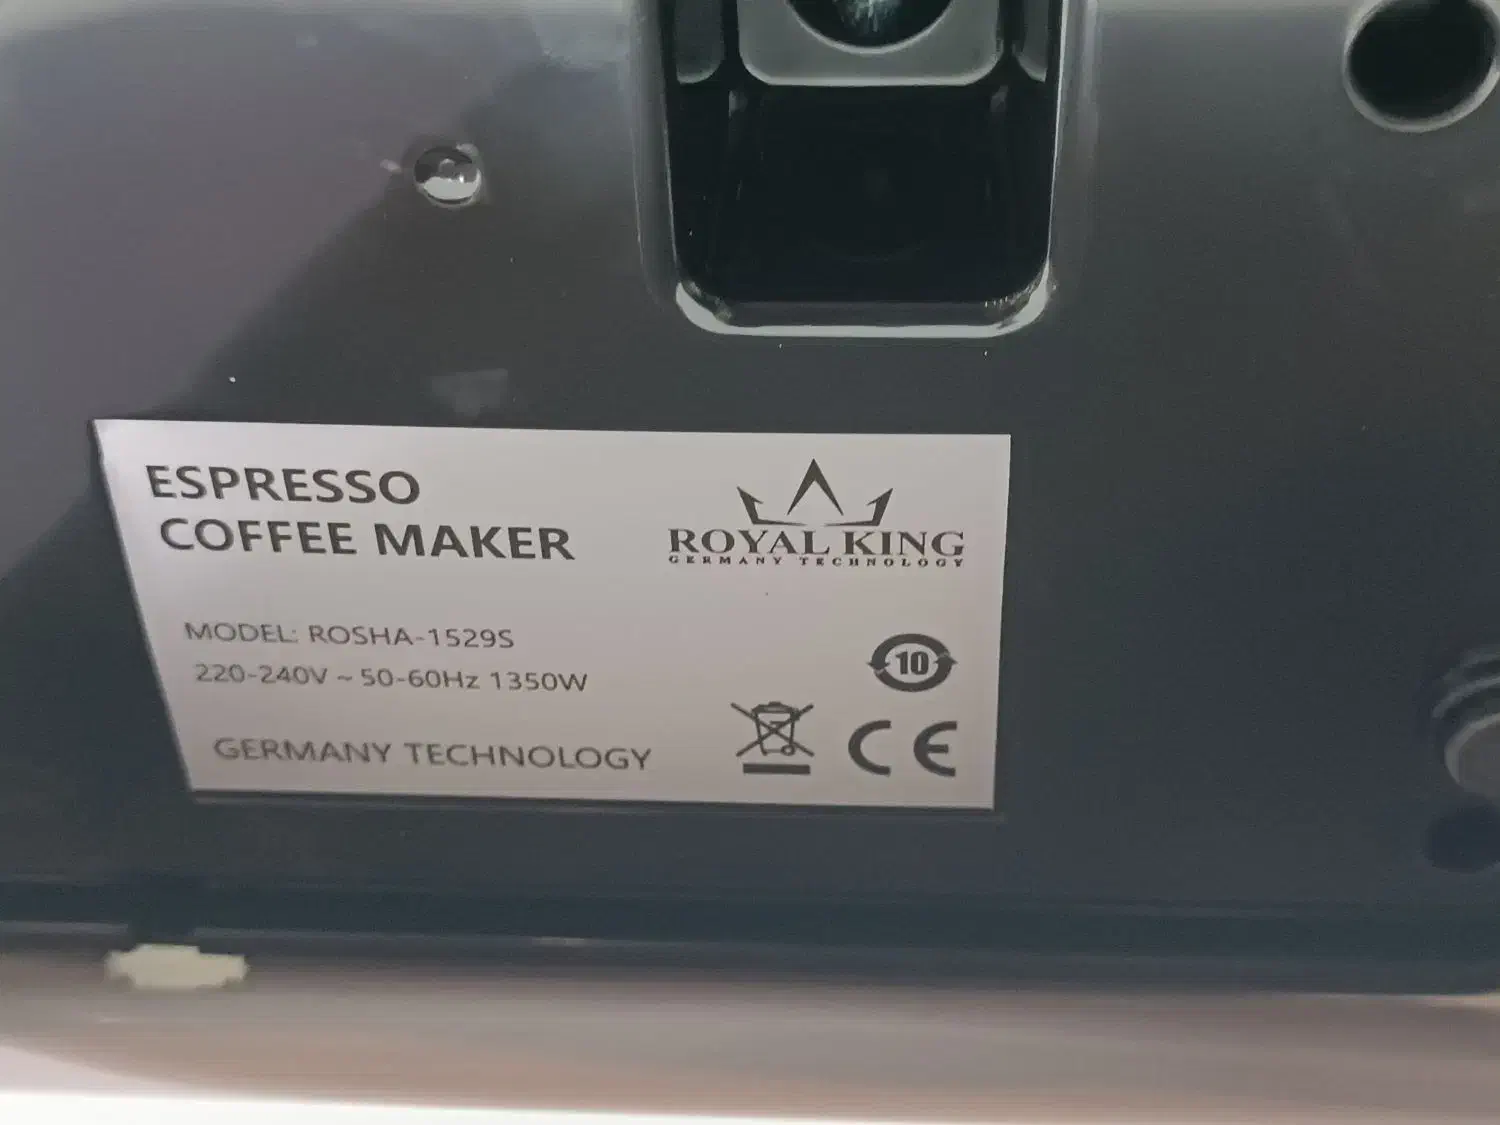 ESPRESSO
COFFEE MAKER
ROYAL KING
GERMANY TECHNOLOGY
MODEL: ROSHA-1529S
220-240V ~ 50-60Hz 1350W
10
GERMANY TECHNOLOGY
CE